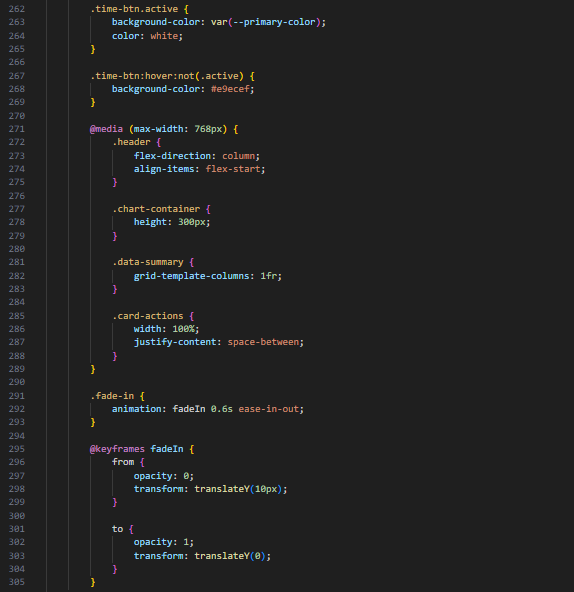 262 .time-btn.active {
263 background-color: var(--primary-color);
264 color: white;
265 }
266
267 .time-btn:hover:not(.active) {
268 background-color: #e9ecef;
269 }
270
271 @media (max-width: 768px) {
272 .header {
273 flex-direction: column;
274 align-items: flex-start;
275 }
276
277 .chart-container {
278 height: 300px;
279 }
280
281 .data-summary {
282 grid-template-columns: 1fr;
283 }
284
285 .card-actions {
286 width: 100%;
287 justify-content: space-between;
288 }
289 }
290
291 .fade-in {
292 animation: fadeIn 0.6s ease-in-out;
293 }
294
295 @keyframes fadeIn {
296 from {
297 opacity: 0;
298 transform: translateY(10px);
299 }
300
301 to {
302 opacity: 1;
303 transform: translateY(0);
304 }
305 }